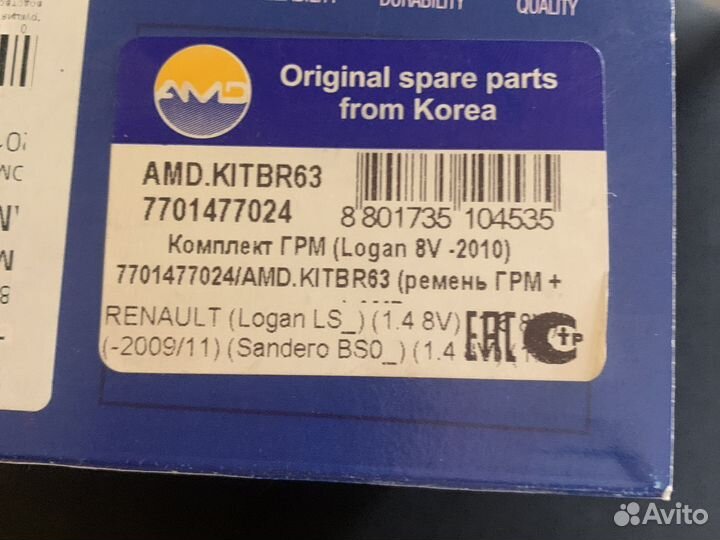 DURABILITY
QUALITY
AMD
Original spare parts
from Korea
AMD.KITBR63
7701477024
8 801735 104535
Комплект ГРМ (Logan 8V -2010)
7701477024/AMD.KITBR63 (ремень ГРМ +
RENAULT (Logan LS_) (1.4 8V)
(-2009/11) (Sandero BS0_) (1.4
EAC
Avito